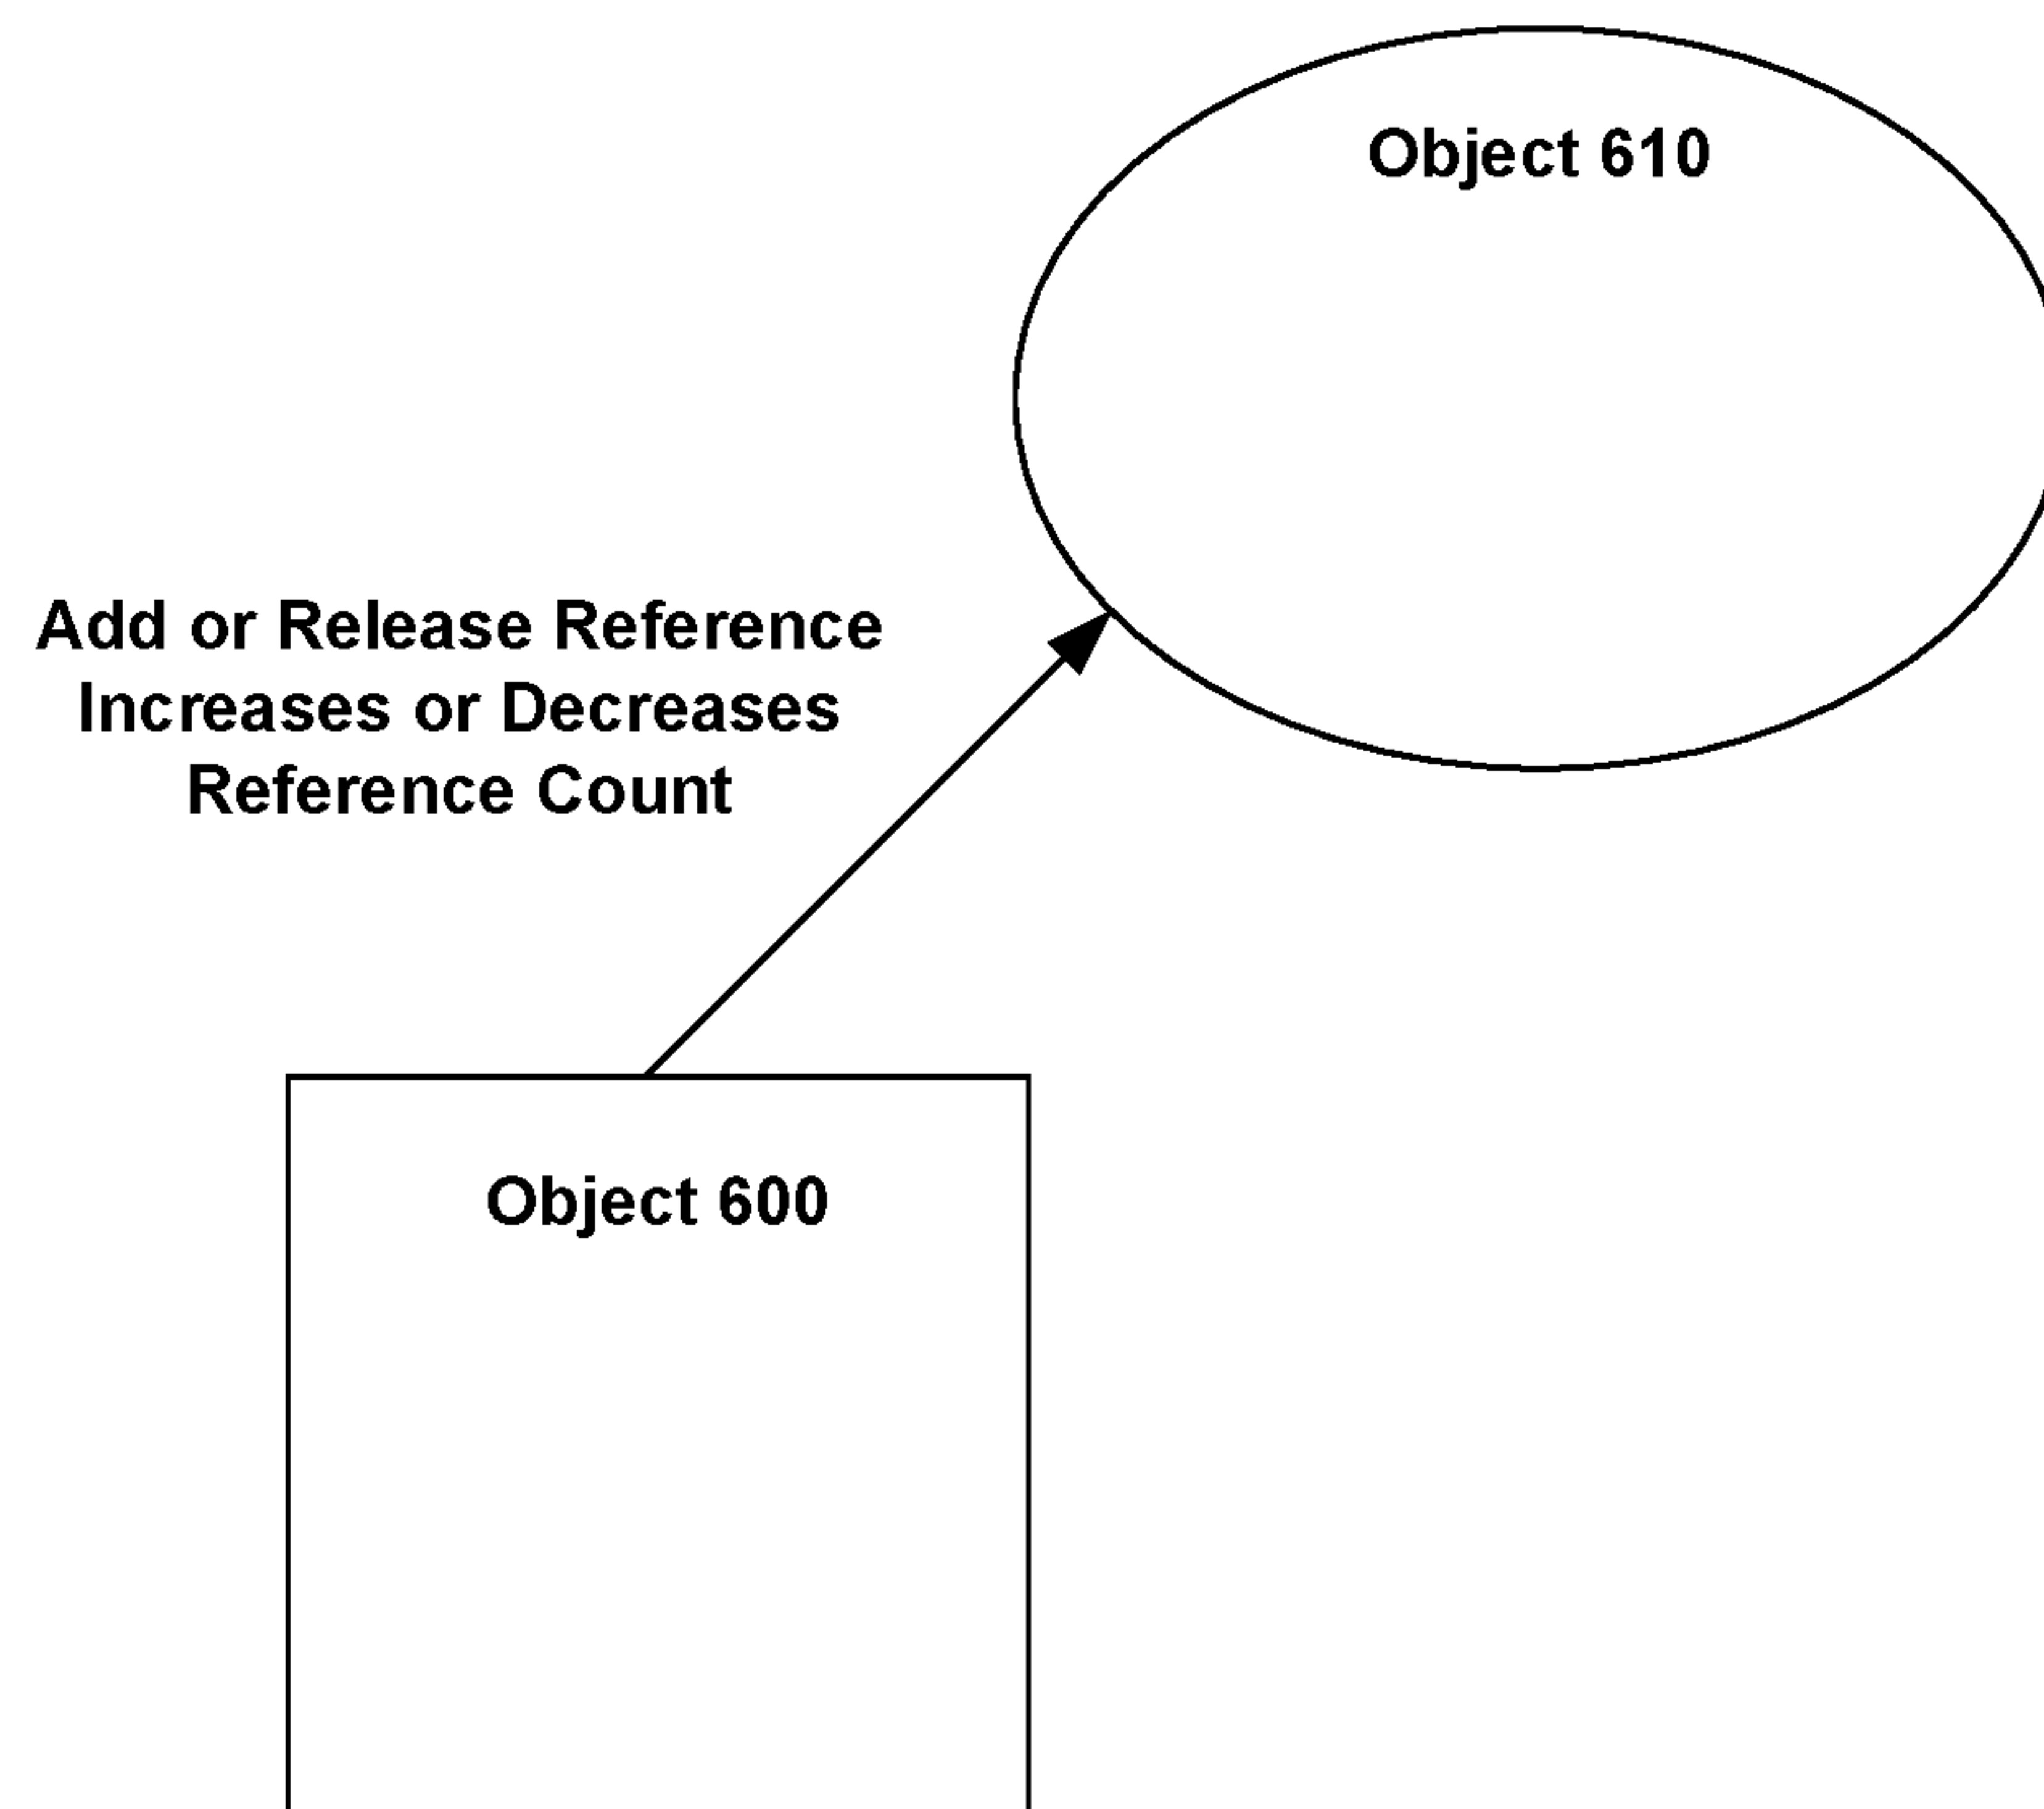 Object 610
Add or Release Reference
Increases or Decreases
Reference Count
Object 600